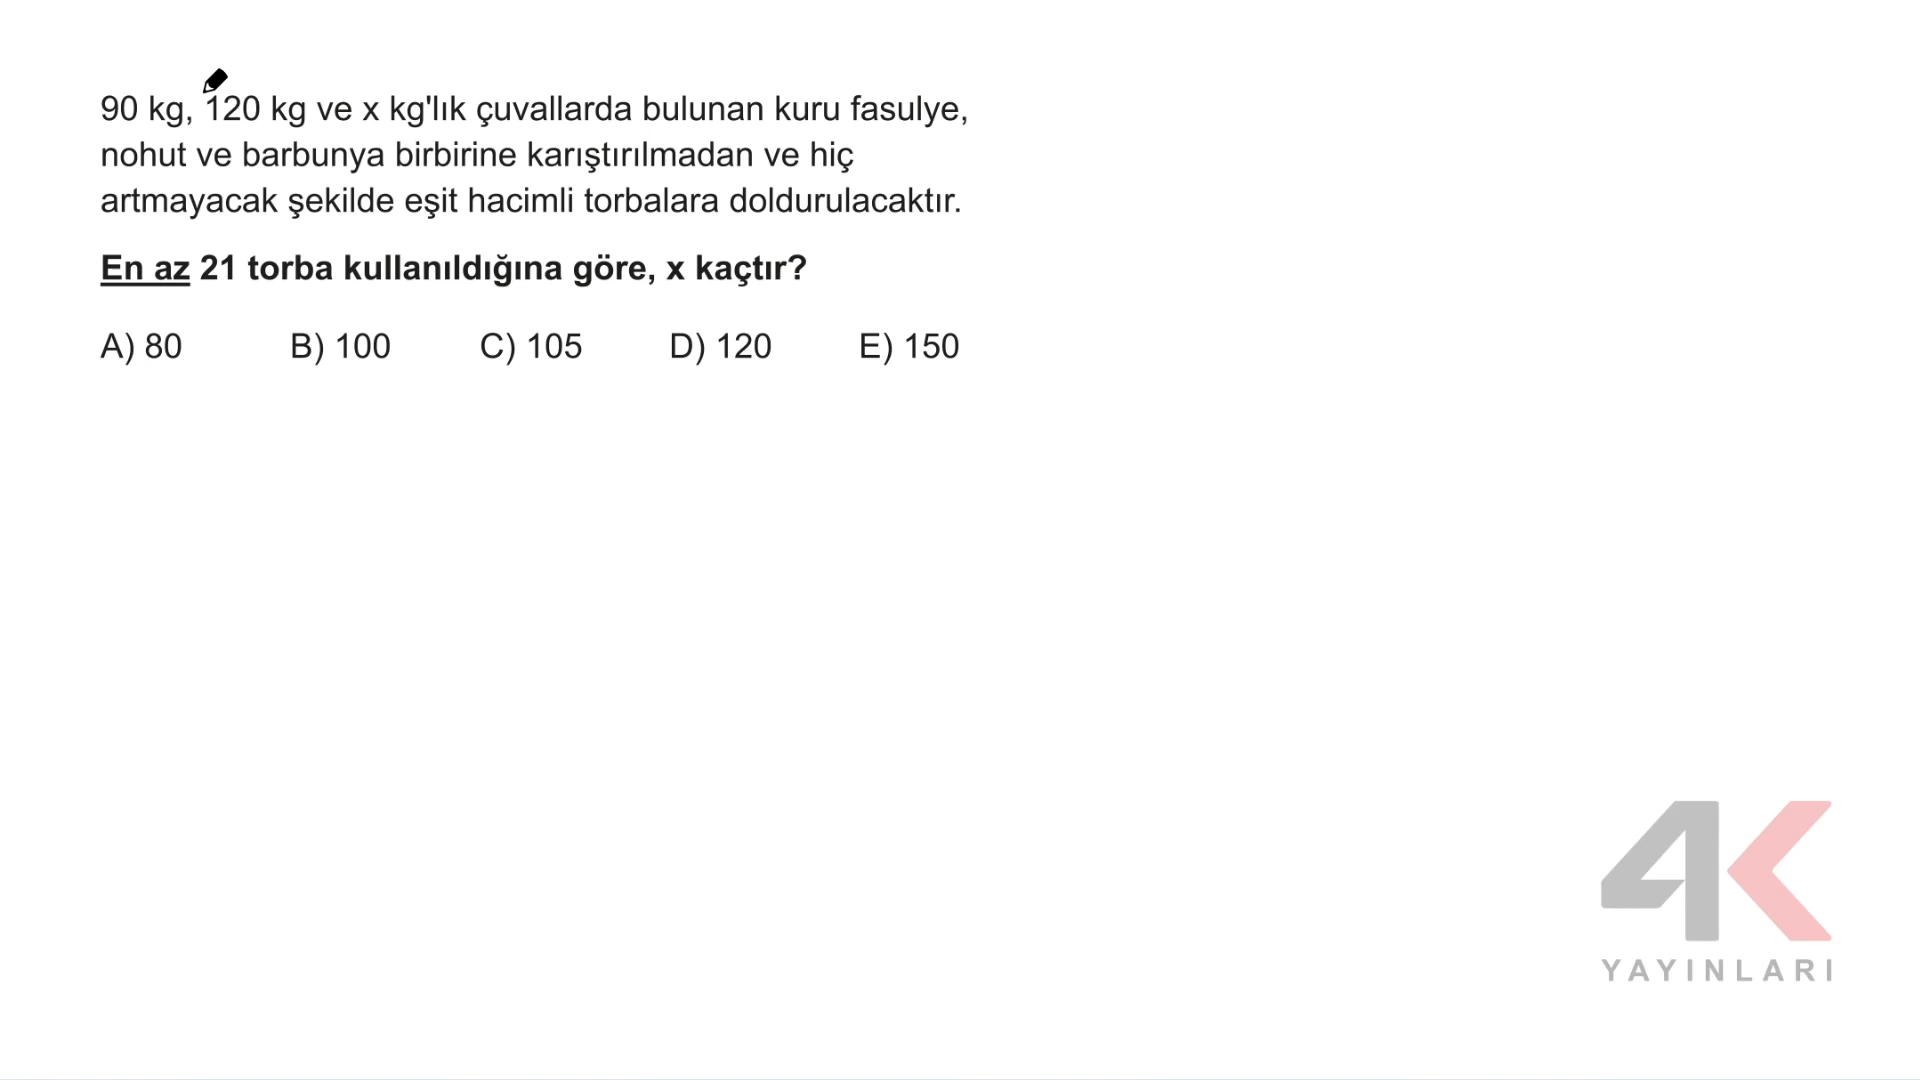 90 kg, 120 kg ve x kg'lık çuvallarda bulunan kuru fasulye,
nohut ve barbunya birbirine karıştırılmadan ve hiç
artmayacak şekilde eşit hacimli torbalara doldurulacaktır.
En az 21 torba kullanıldığına göre, x kaçtır?
A) 80 B) 100 C) 105 D) 120 E) 150
4K
YAYINLARI